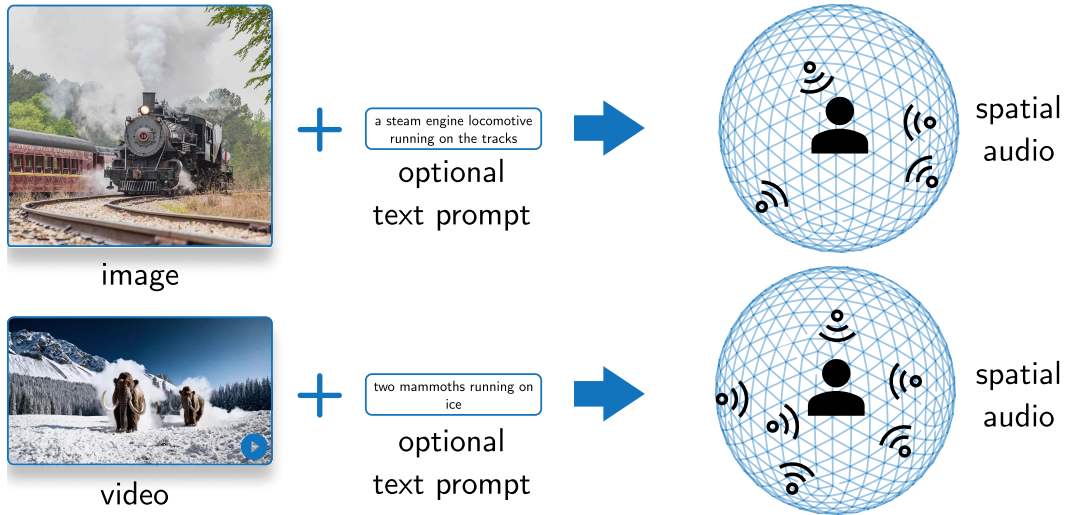 a steam engine locomotive
running on the tracks
optional
text prompt
image
spatial
audio
two mammoths running on
ice
optional
text prompt
video
spatial
audio